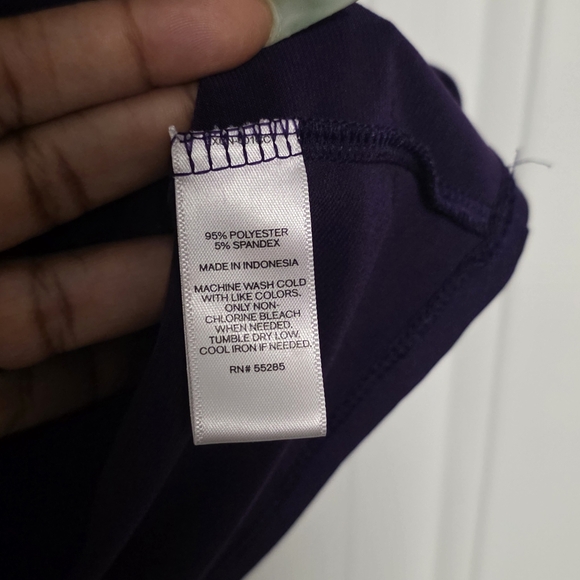 95% POLYESTER
5% SPANDEX
MADE IN INDONESIA
MACHINE WASH COLD
WITH LIKE COLORS.
ONLY NON-
CHLORINE BLEACH
WHEN NEEDED.
TUMBLE DRY LOW.
COOL IRON IF NEEDED.
RN# 55285